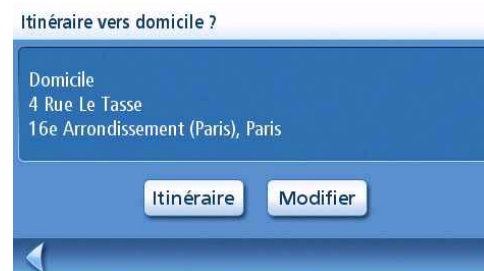 Itinéraire vers domicile ?
Domicile
4 Rue Le Tasse
16e Arrondissement (Paris), Paris
Itinéraire
Modifier